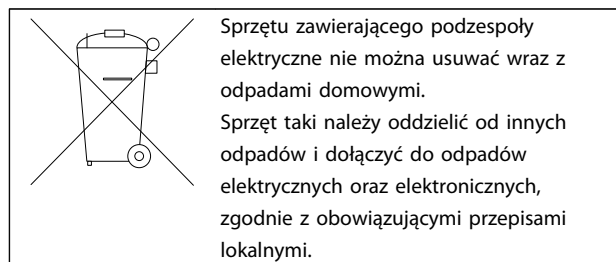 Sprzętu zawierającego podzespoły
elektryczne nie można usuwać wraz z
odpadami domowymi.
Sprzęt taki należy oddzielić od innych
odpadów i dołączyć do odpadów
elektrycznych oraz elektronicznych,
zgodnie z obowiązującymi przepisami
lokalnymi.